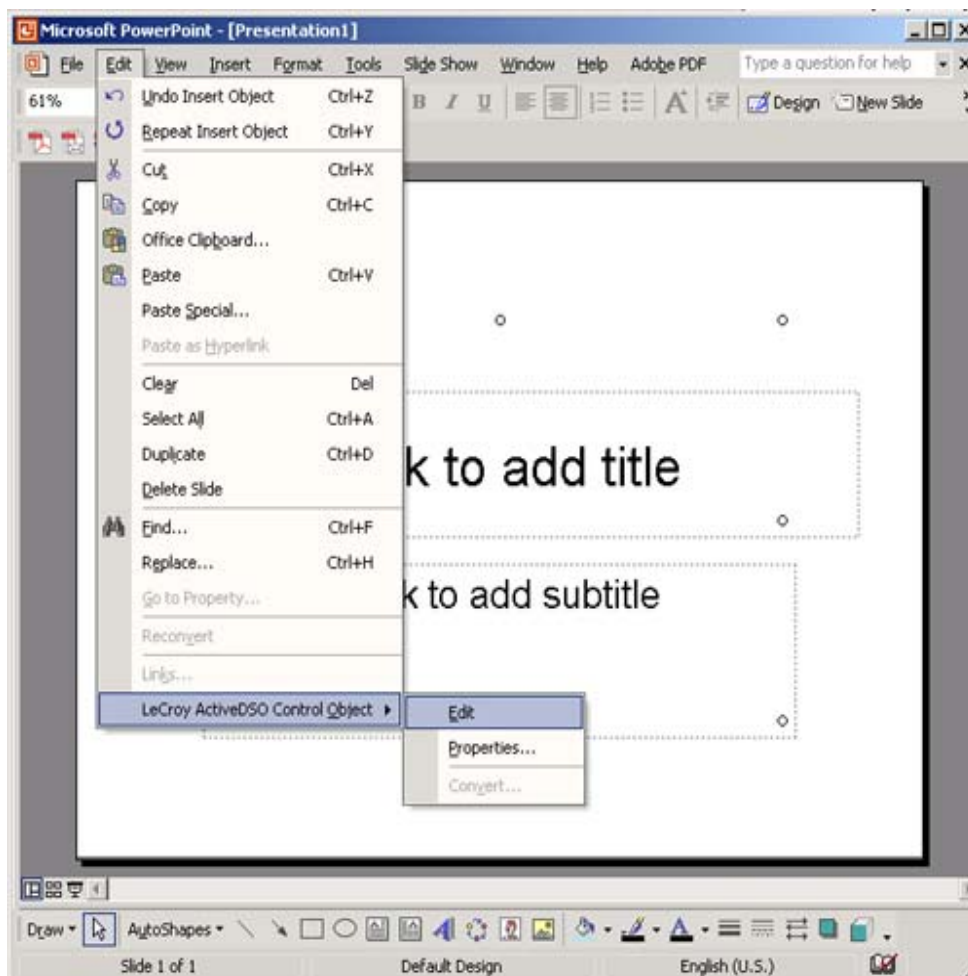 Microsoft PowerPoint - [Presentation1]
File Edit View Insert Format Tools Slide Show Window Help Adobe PDF Type a question for help
61% B I U A Design New Slide
Undo Insert Object Ctrl+Z
Repeat Insert Object Ctrl+Y
Cut Ctrl+X
Copy Ctrl+C
Office Clipboard...
Paste Ctrl+V
Paste Special...
Paste as Hyperlink
Clear Del
Select All Ctrl+A
Duplicate Ctrl+D
Delete Slide
Find... Ctrl+F
Replace... Ctrl+H
Go to Property...
Reconvert
Links...
LeCroy ActiveDSO Control Object
Edit
Properties...
Convert...
k to add title
k to add subtitle
Draw AutoShapes A A
Slide 1 of 1 Default Design English (U.S.)